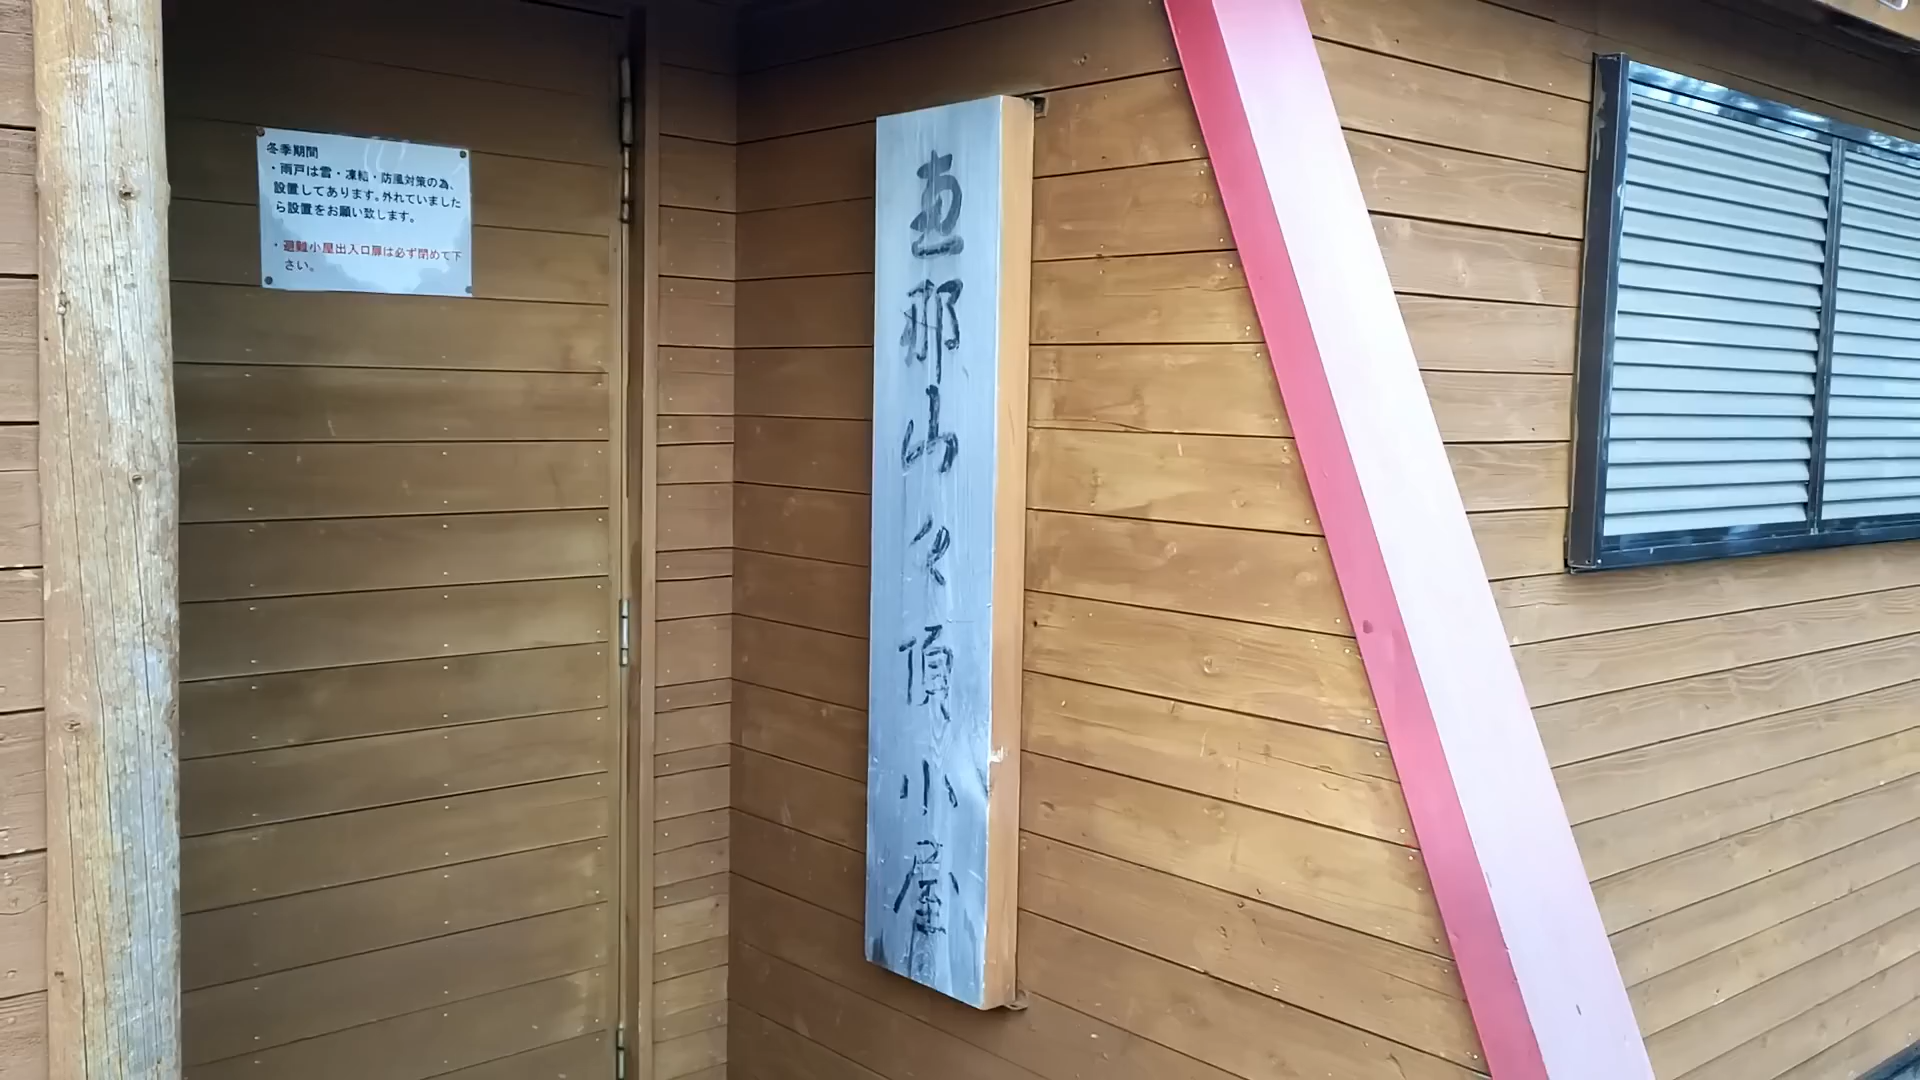 冬季期間
・雨戸は雪・凍結・防風対策の為、
設置してあります。外れていました
ら設置をお願い致します。
・避難小屋出入口扉は必ず閉めて下
さい。
恵那山々頂小屋